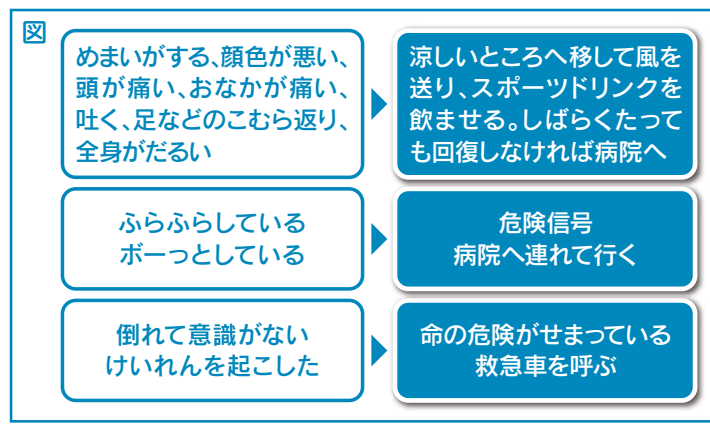 図
めまいがする、顔色が悪い、
頭が痛い、おなかが痛い、
吐く、足などのこむら返り、
全身がだるい
涼しいところへ移して風を
送り、スポーツドリンクを
飲ませる。しばらくたって
も回復しなければ病院へ
ふらふらしている
ボーっとしている
危険信号
病院へ連れて行く
倒れて意識がない
けいれんを起こした
命の危険がせまっている
救急車を呼ぶ